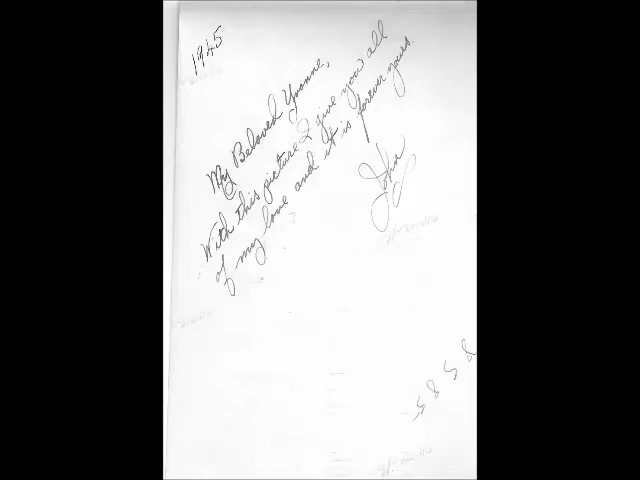 1945
My Beloved Yvonne,
With this picture I give you all
of my love and it is forever yours.
John
5858